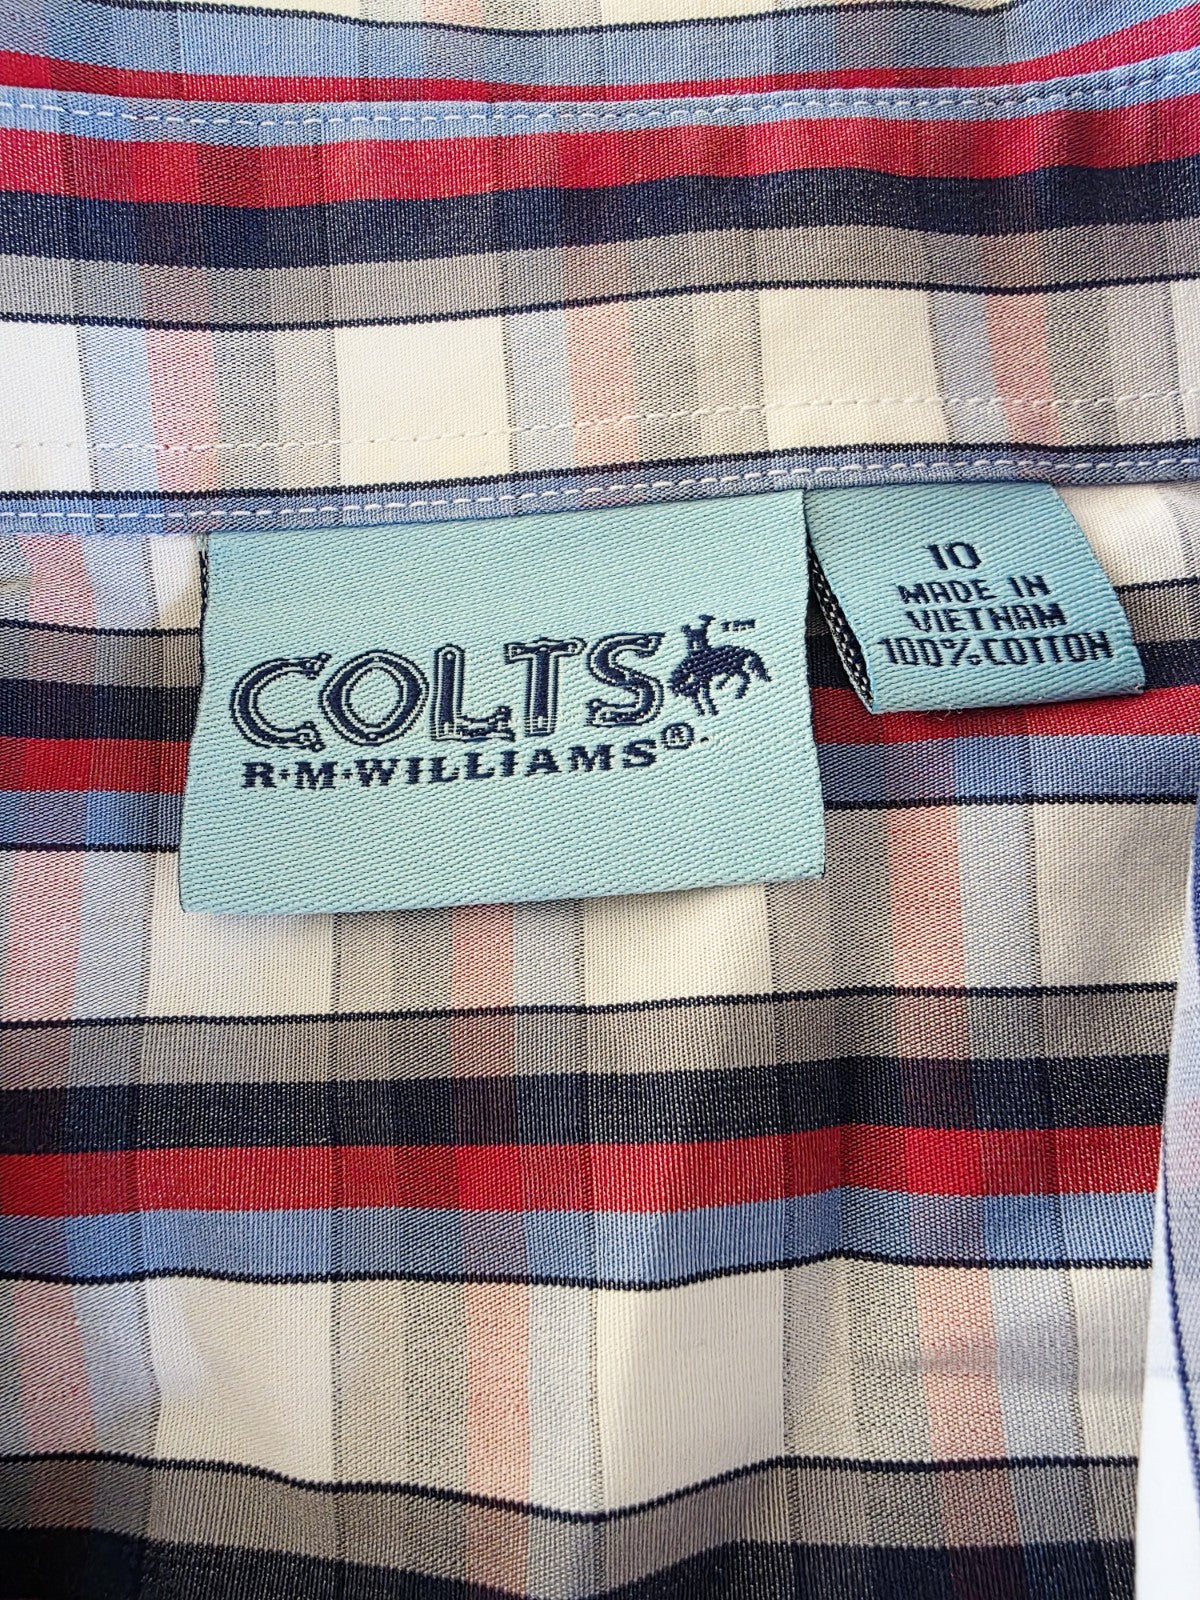 COLTS™
R·M·WILLIAMS®.
10
MADE IN
VIETNAM
100% COTTON